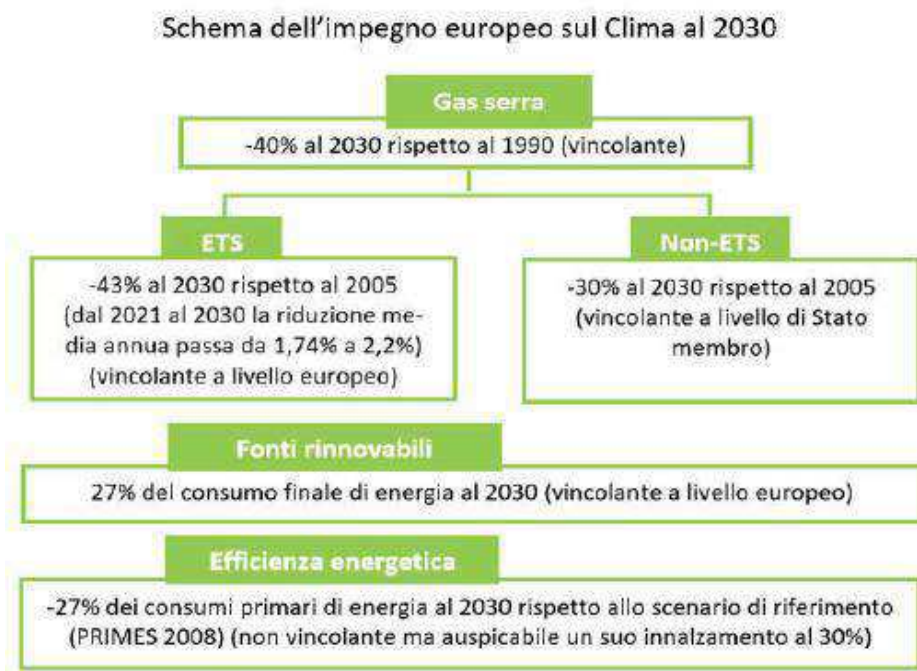 Schema dell'impegno europeo sul Clima al 2030
Gas serra
-40% al 2030 rispetto al 1990 (vincolante)
ETS
-43% al 2030 rispetto al 2005
(dal 2021 al 2030 la riduzione me-
dia annua passa da 1,74% a 2,2%)
(vincolante a livello europeo)
Non-ETS
-30% al 2030 rispetto al 2005
(vincolante a livello di Stato
membro)
Fonti rinnovabili
27% del consumo finale di energia al 2030 (vincolante a livello europeo)
Efficienza energetica
-27% dei consumi primari di energia al 2030 rispetto allo scenario di riferimento
(PRIMES 2008) (non vincolante ma auspicabile un suo innalzamento al 30%)